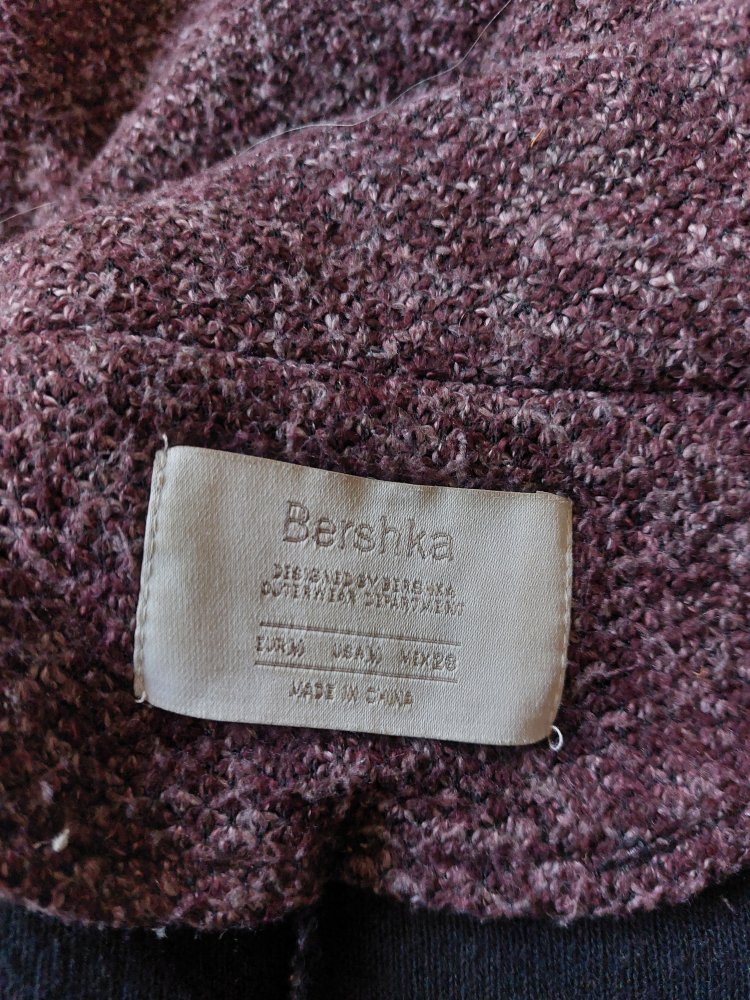 Bershka
DESIGNED BY BERSHKA
OUTERWEAR DEPARTMENT
EUR M USA M MEX 28
MADE IN CHINA